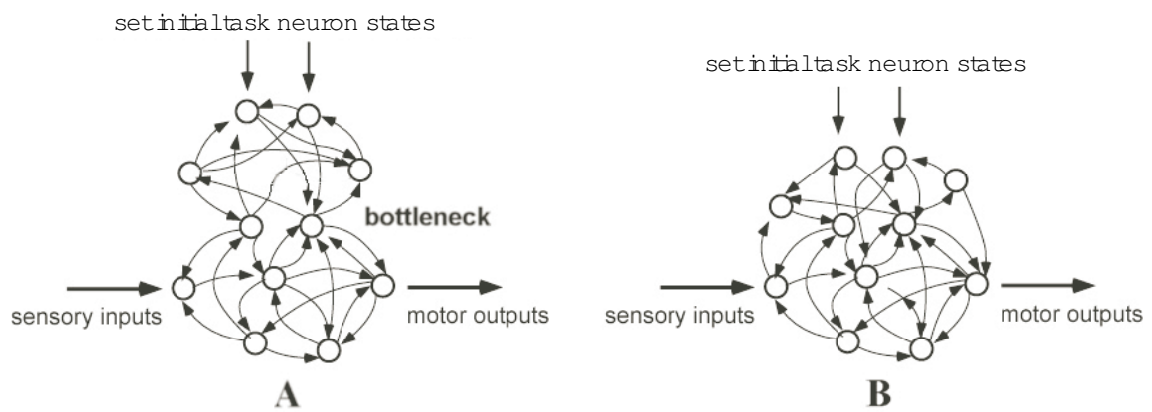 set initial task neuron states
set initial task neuron states
bottleneck
sensory inputs
motor outputs
sensory inputs
motor outputs
A
B